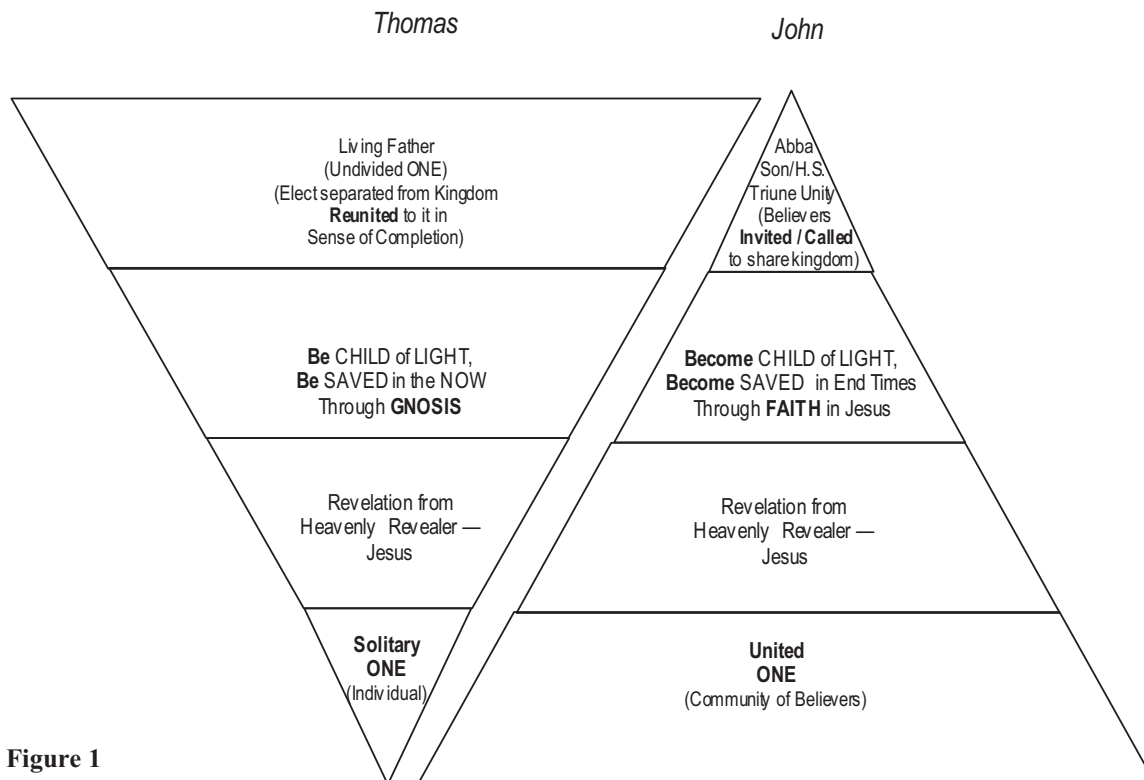 Thomas
John
Living Father
(Undivided ONE)
(Elect separated from Kingdom
Reunited to it in
Sense of Completion)
Abba
Son/H.S.
Triune Unity
(Believers
Invited / Called
to share kingdom)
Be CHILD of LIGHT,
Be SAVED in the NOW
Through GNOSIS
Become CHILD of LIGHT,
Become SAVED in End Times
Through FAITH in Jesus
Revelation from
Heavenly Revealer —
Jesus
Revelation from
Heavenly Revealer —
Jesus
Solitary
ONE
(Individual)
United
ONE
(Community of Believers)
Figure 1